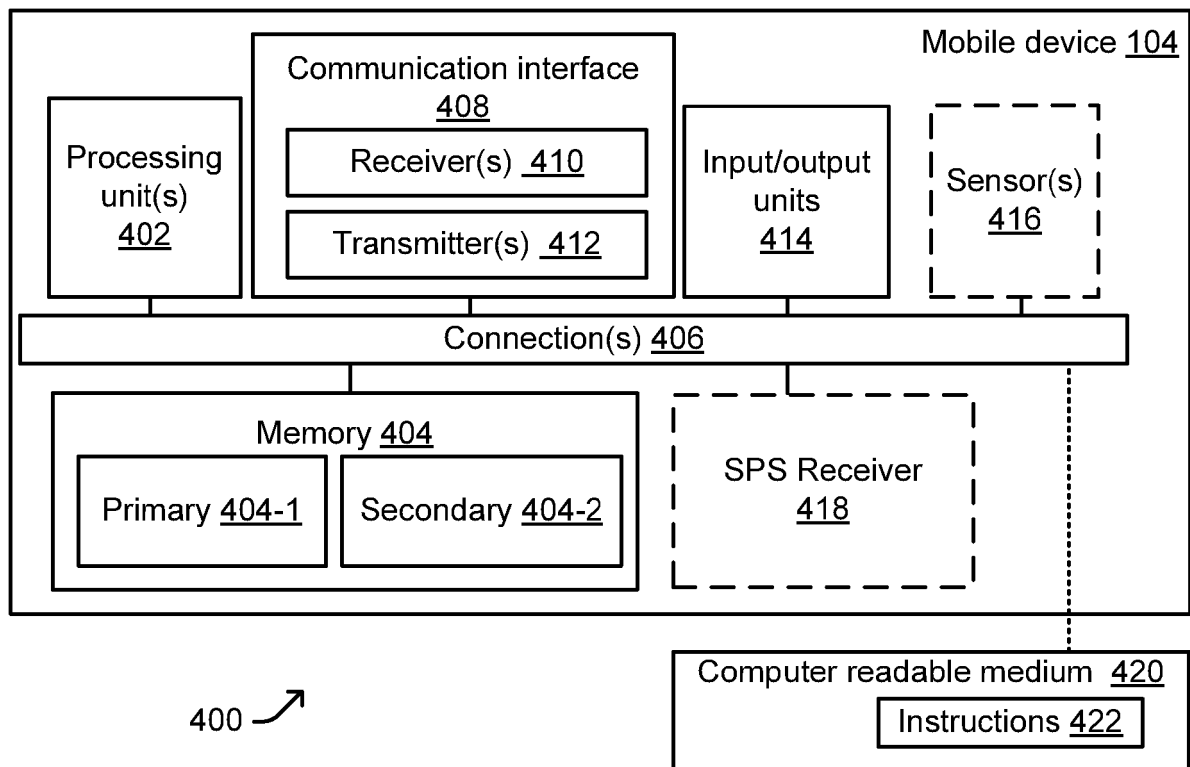 Mobile device 104
Communication interface
408
Receiver(s) 410
Transmitter(s) 412
Processing
unit(s)
402
Input/output
units
414
Sensor(s)
416
Connection(s) 406
Memory 404
Primary 404-1
Secondary 404-2
SPS Receiver
418
Computer readable medium 420
Instructions 422
400